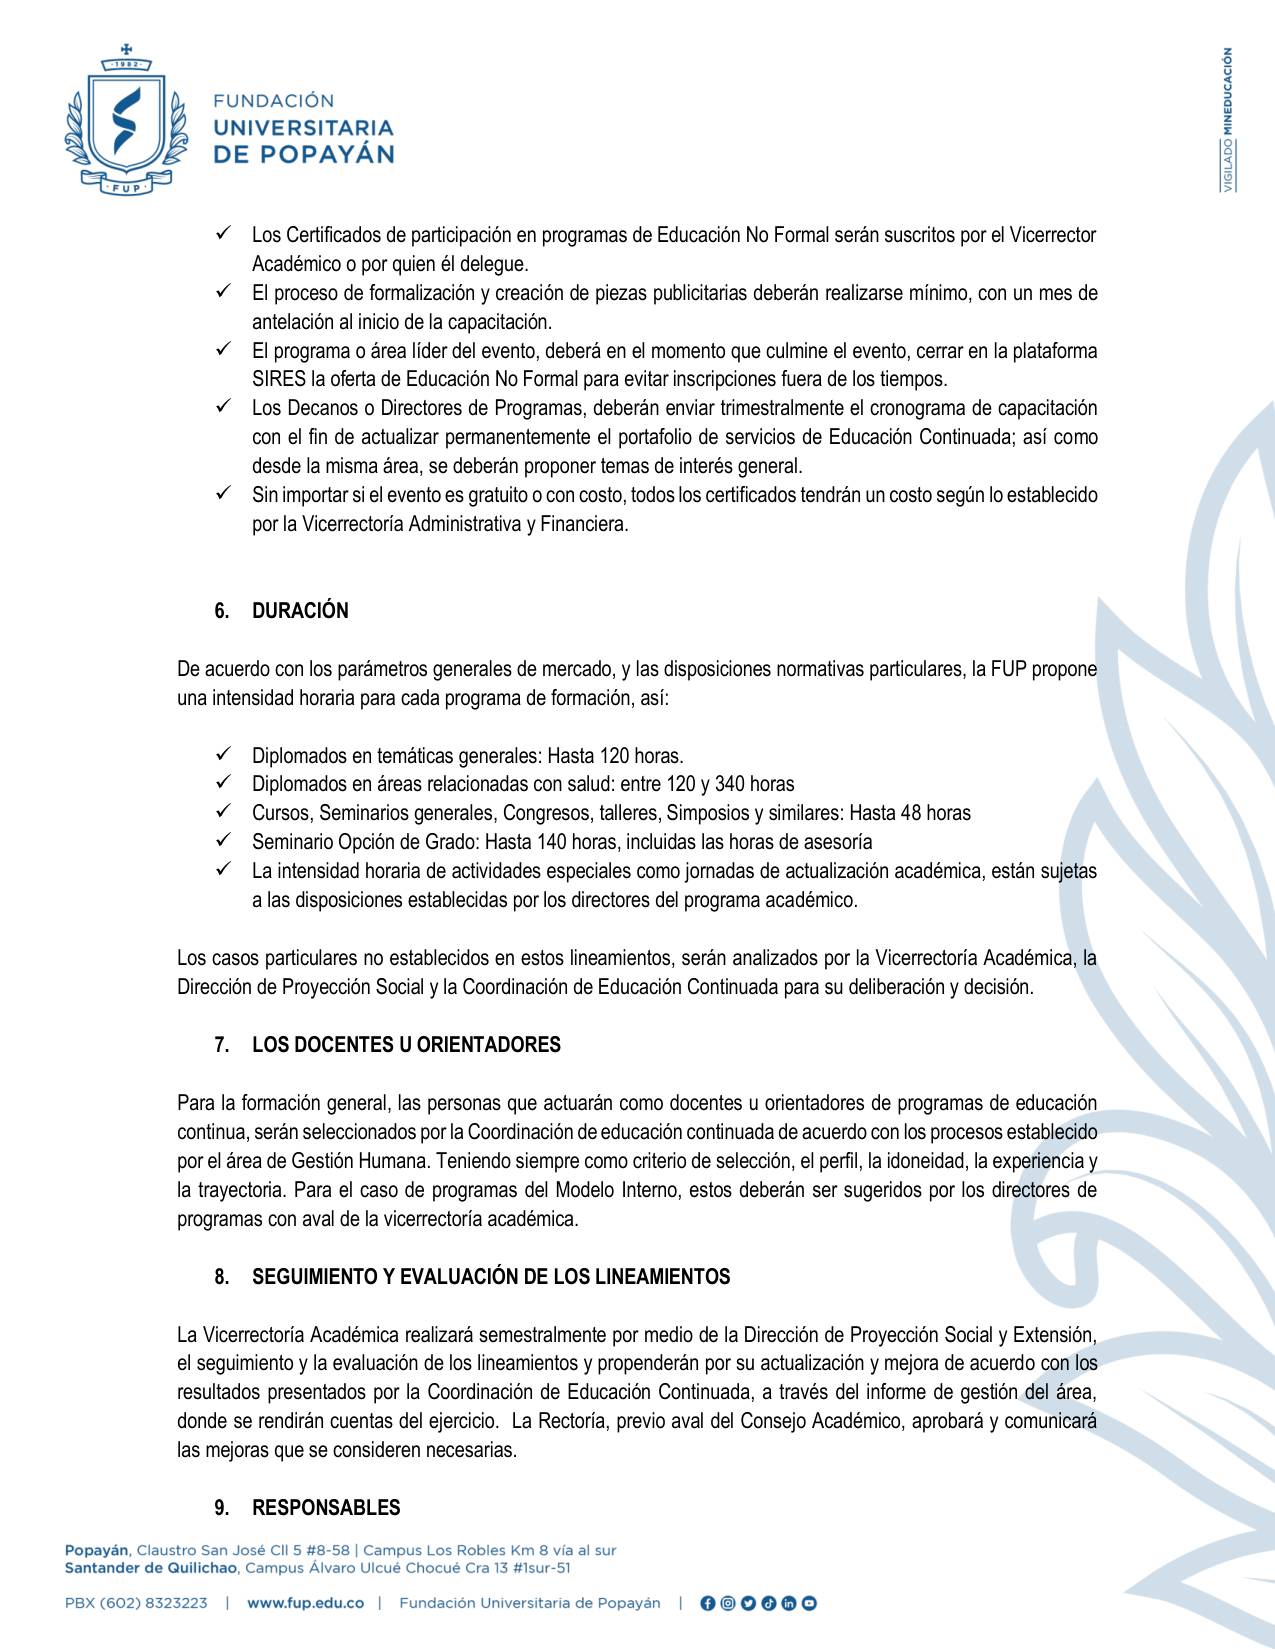 ·1982·
·FUP·
FUNDACIÓN
UNIVERSITARIA
DE POPAYÁN
VIGILADO MINEDUCACIÓN
✓ Los Certificados de participación en programas de Educación No Formal serán suscritos por el Vicerrector
Académico o por quien él delegue.
✓ El proceso de formalización y creación de piezas publicitarias deberán realizarse mínimo, con un mes de
antelación al inicio de la capacitación.
✓ El programa o área líder del evento, deberá en el momento que culmine el evento, cerrar en la plataforma
SIRES la oferta de Educación No Formal para evitar inscripciones fuera de los tiempos.
✓ Los Decanos o Directores de Programas, deberán enviar trimestralmente el cronograma de capacitación
con el fin de actualizar permanentemente el portafolio de servicios de Educación Continuada; así como
desde la misma área, se deberán proponer temas de interés general.
✓ Sin importar si el evento es gratuito o con costo, todos los certificados tendrán un costo según lo establecido
por la Vicerrectoría Administrativa y Financiera.
6. DURACIÓN
De acuerdo con los parámetros generales de mercado, y las disposiciones normativas particulares, la FUP propone
una intensidad horaria para cada programa de formación, así:
✓ Diplomados en temáticas generales: Hasta 120 horas.
✓ Diplomados en áreas relacionadas con salud: entre 120 y 340 horas
✓ Cursos, Seminarios generales, Congresos, talleres, Simposios y similares: Hasta 48 horas
✓ Seminario Opción de Grado: Hasta 140 horas, incluidas las horas de asesoría
✓ La intensidad horaria de actividades especiales como jornadas de actualización académica, están sujetas
a las disposiciones establecidas por los directores del programa académico.
Los casos particulares no establecidos en estos lineamientos, serán analizados por la Vicerrectoría Académica, la
Dirección de Proyección Social y la Coordinación de Educación Continuada para su deliberación y decisión.
7. LOS DOCENTES U ORIENTADORES
Para la formación general, las personas que actuarán como docentes u orientadores de programas de educación
continua, serán seleccionados por la Coordinación de educación continuada de acuerdo con los procesos establecido
por el área de Gestión Humana. Teniendo siempre como criterio de selección, el perfil, la idoneidad, la experiencia y
la trayectoria. Para el caso de programas del Modelo Interno, estos deberán ser sugeridos por los directores de
programas con aval de la vicerrectoría académica.
8. SEGUIMIENTO Y EVALUACIÓN DE LOS LINEAMIENTOS
La Vicerrectoría Académica realizará semestralmente por medio de la Dirección de Proyección Social y Extensión,
el seguimiento y la evaluación de los lineamientos y propenderán por su actualización y mejora de acuerdo con los
resultados presentados por la Coordinación de Educación Continuada, a través del informe de gestión del área,
donde se rendirán cuentas del ejercicio. La Rectoría, previo aval del Consejo Académico, aprobará y comunicará
las mejoras que se consideren necesarias.
9. RESPONSABLES
Popayán, Claustro San José Cll 5 #8-58 | Campus Los Robles Km 8 vía al sur
Santander de Quilichao, Campus Álvaro Ulcué Chocué Cra 13 #1sur-51
PBX (602) 8323223 | www.fup.edu.co | Fundación Universitaria de Popayán |